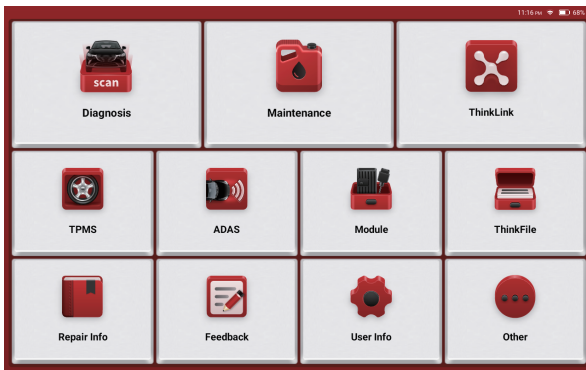 11:16 PM 68%
scan
Diagnosis
Maintenance
ThinkLink
TPMS
ADAS
Module
ThinkFile
Repair Info
Feedback
User Info
Other